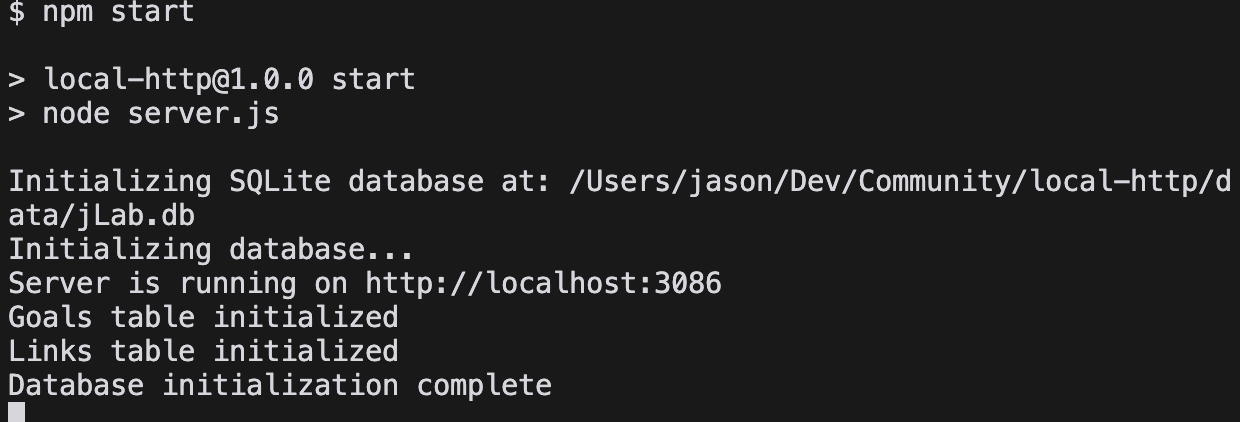 $ npm start
> local-http@1.0.0 start
> node server.js
Initializing SQLite database at: /Users/jason/Dev/Community/local-http/d
ata/jLab.db
Initializing database...
Server is running on http://localhost:3086
Goals table initialized
Links table initialized
Database initialization complete